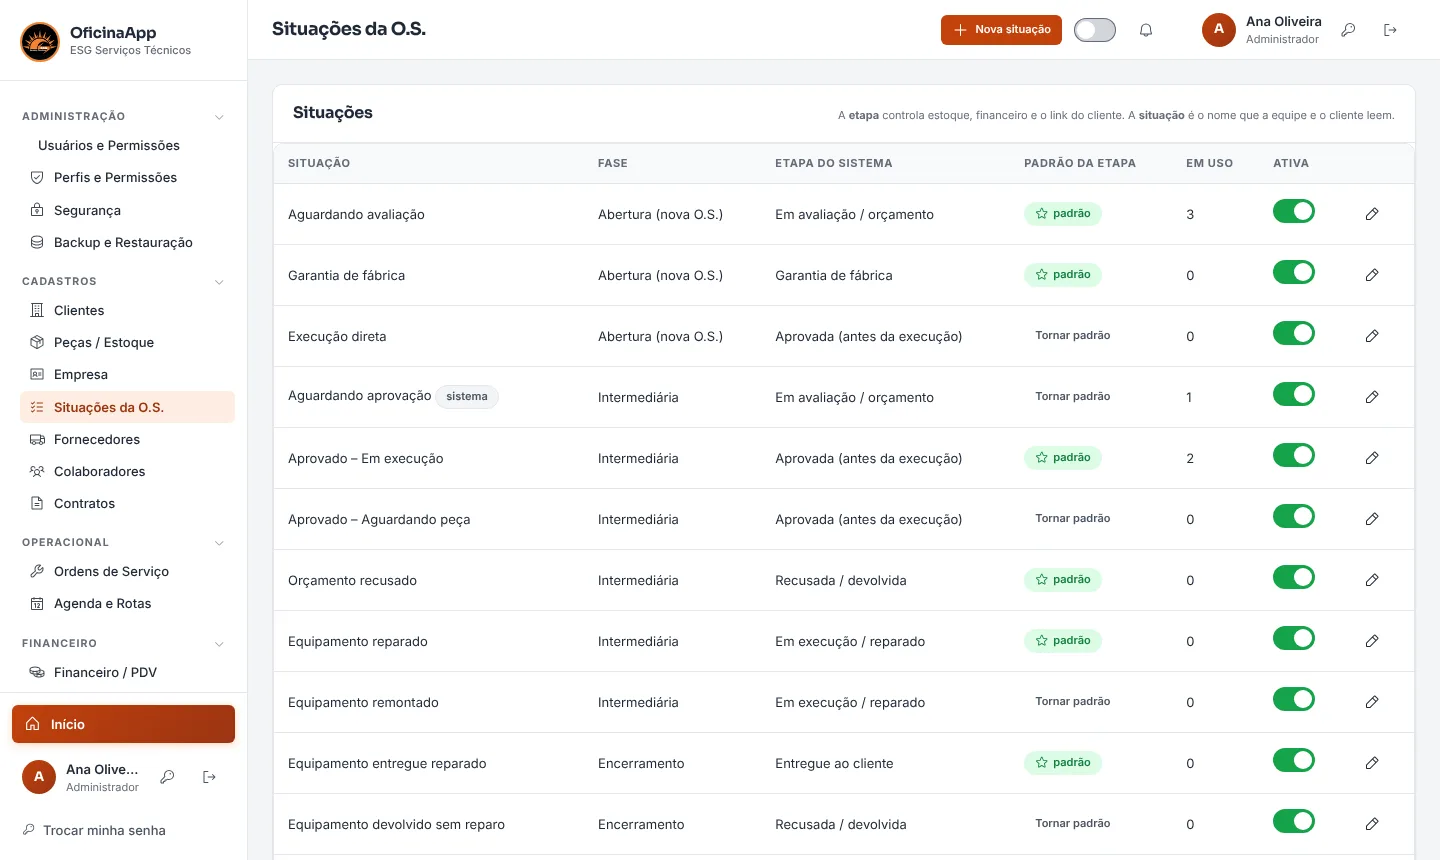 OficinaApp
ESG Serviços Técnicos
ADMINISTRAÇÃO
Usuários e Permissões
Perfis e Permissões
Segurança
Backup e Restauração
CADASTROS
Clientes
Peças / Estoque
Empresa
Situações da O.S.
Fornecedores
Colaboradores
Contratos
OPERACIONAL
Ordens de Serviço
Agenda e Rotas
FINANCEIRO
Financeiro / PDV
Início
A
Ana Olive...
Administrador
Trocar minha senha
Situações da O.S.
Nova situação
A
Ana Oliveira
Administrador
Situações
A etapa controla estoque, financeiro e o link do cliente. A situação é o nome que a equipe e o cliente leem.
SITUAÇÃO FASE ETAPA DO SISTEMA PADRÃO DA ETAPA EM USO ATIVA
Aguardando avaliação Abertura (nova O.S.) Em avaliação / orçamento padrão 3
Garantia de fábrica Abertura (nova O.S.) Garantia de fábrica padrão 0
Execução direta Abertura (nova O.S.) Aprovada (antes da execução) Tornar padrão 0
Aguardando aprovação sistema Intermediária Em avaliação / orçamento Tornar padrão 1
Aprovado – Em execução Intermediária Aprovada (antes da execução) padrão 2
Aprovado – Aguardando peça Intermediária Aprovada (antes da execução) Tornar padrão 0
Orçamento recusado Intermediária Recusada / devolvida padrão 0
Equipamento reparado Intermediária Em execução / reparado padrão 0
Equipamento remontado Intermediária Em execução / reparado Tornar padrão 0
Equipamento entregue reparado Encerramento Entregue ao cliente padrão 0
Equipamento devolvido sem reparo Encerramento Recusada / devolvida Tornar padrão 0